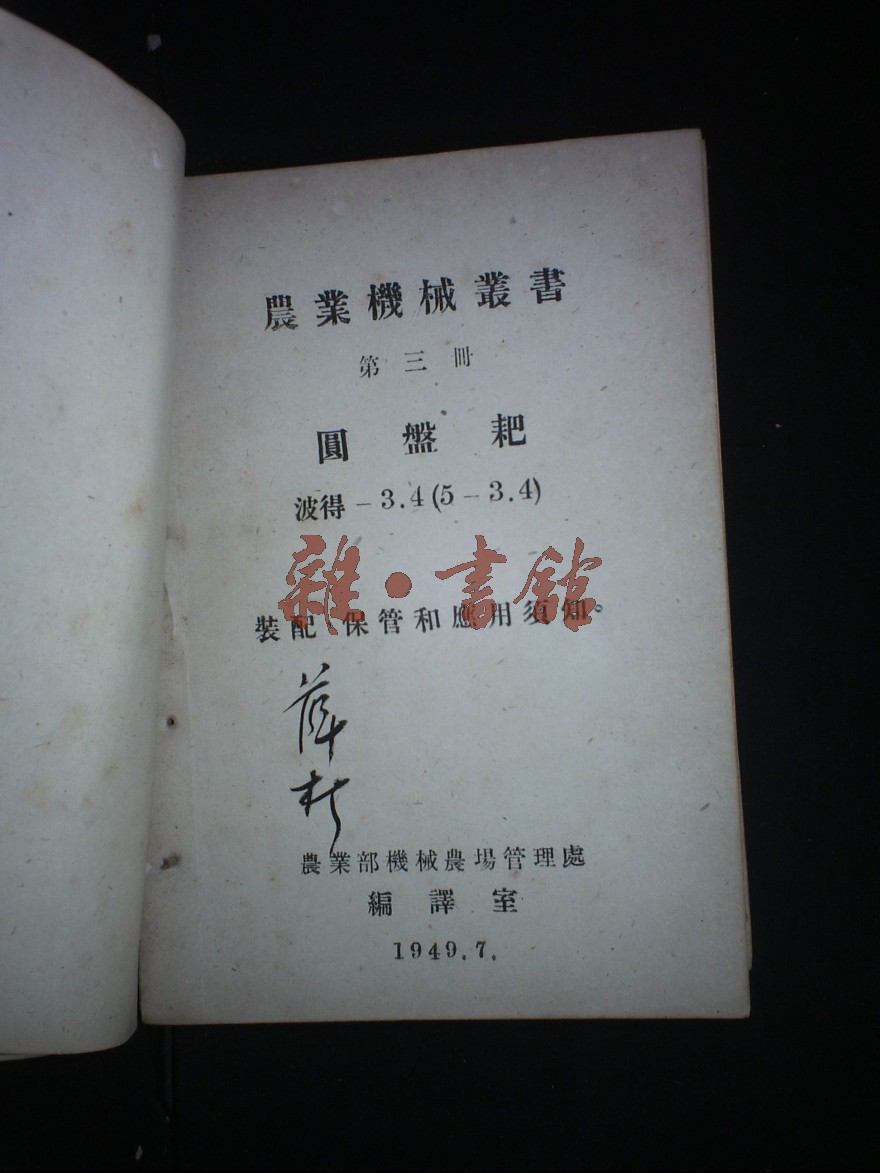 農業機械叢書
第三冊
圓盤耙
波得－3.4(5－3.4)
雜·書館
裝配 保管和應用須知。
農業部機械農場管理處
編譯室
1949.7.